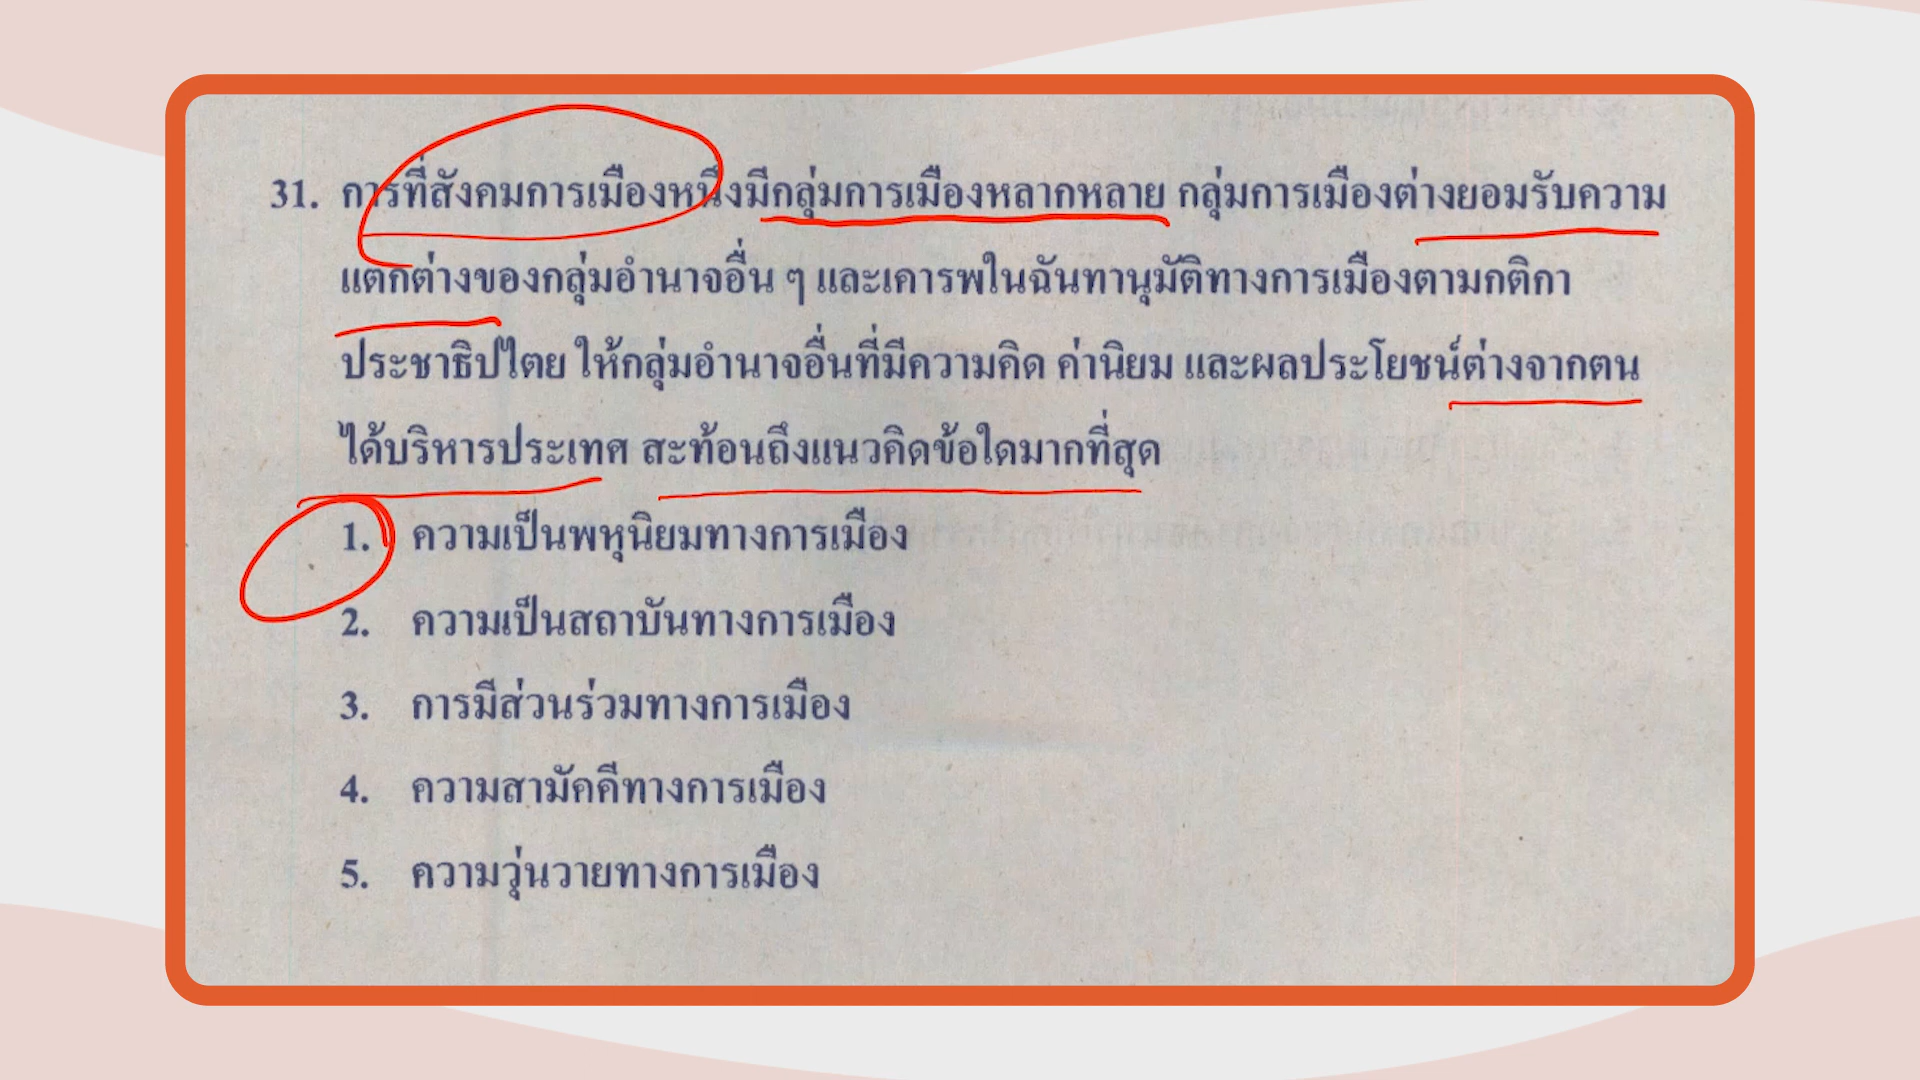 31. การที่สังคมการเมืองหนึ่งมีกลุ่มการเมืองหลากหลาย กลุ่มการเมืองต่างยอมรับความ
แตกต่างของกลุ่มอำนาจอื่น ๆ และเคารพในฉันทานุมัติทางการเมืองตามกติกา
ประชาธิปไตย ให้กลุ่มอำนาจอื่นที่มีความคิด ค่านิยม และผลประโยชน์ต่างจากตน
ได้บริหารประเทศ สะท้อนถึงแนวคิดข้อใดมากที่สุด
1. ความเป็นพหุนิยมทางการเมือง
2. ความเป็นสถาบันทางการเมือง
3. การมีส่วนร่วมทางการเมือง
4. ความสามัคคีทางการเมือง
5. ความวุ่นวายทางการเมือง